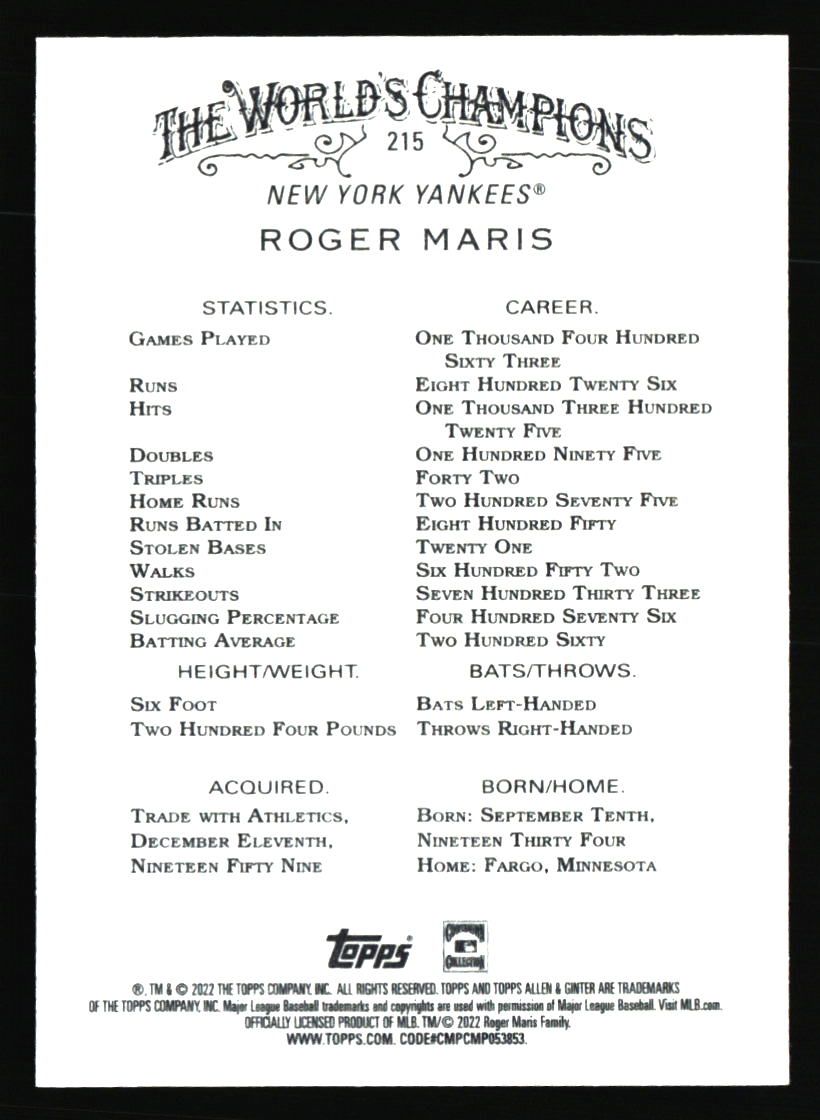 THE WORLD'S CHAMPIONS
215
NEW YORK YANKEES®
ROGER MARIS
STATISTICS. CAREER.
GAMES PLAYED ONE THOUSAND FOUR HUNDRED
SIXTY THREE
RUNS EIGHT HUNDRED TWENTY SIX
HITS ONE THOUSAND THREE HUNDRED
TWENTY FIVE
DOUBLES ONE HUNDRED NINETY FIVE
TRIPLES FORTY TWO
HOME RUNS TWO HUNDRED SEVENTY FIVE
RUNS BATTED IN EIGHT HUNDRED FIFTY
STOLEN BASES TWENTY ONE
WALKS SIX HUNDRED FIFTY TWO
STRIKEOUTS SEVEN HUNDRED THIRTY THREE
SLUGGING PERCENTAGE FOUR HUNDRED SEVENTY SIX
BATTING AVERAGE TWO HUNDRED SIXTY
HEIGHT/WEIGHT. BATS/THROWS.
SIX FOOT BATS LEFT-HANDED
TWO HUNDRED FOUR POUNDS THROWS RIGHT-HANDED
ACQUIRED. BORN/HOME.
TRADE WITH ATHLETICS, BORN: SEPTEMBER TENTH,
DECEMBER ELEVENTH, NINETEEN THIRTY FOUR
NINETEEN FIFTY NINE HOME: FARGO, MINNESOTA
topps® COOPERSTOWN COLLECTION
®, TM & © 2022 THE TOPPS COMPANY, INC. ALL RIGHTS RESERVED. TOPPS AND TOPPS ALLEN & GINTER ARE TRADEMARKS
OF THE TOPPS COMPANY, INC. Major League Baseball trademarks and copyrights are used with permission of Major League Baseball. Visit MLB.com.
OFFICIALLY LICENSED PRODUCT OF MLB. TM/© 2022 Roger Maris Family.
WWW.TOPPS.COM. CODE#CMPCMP053853.